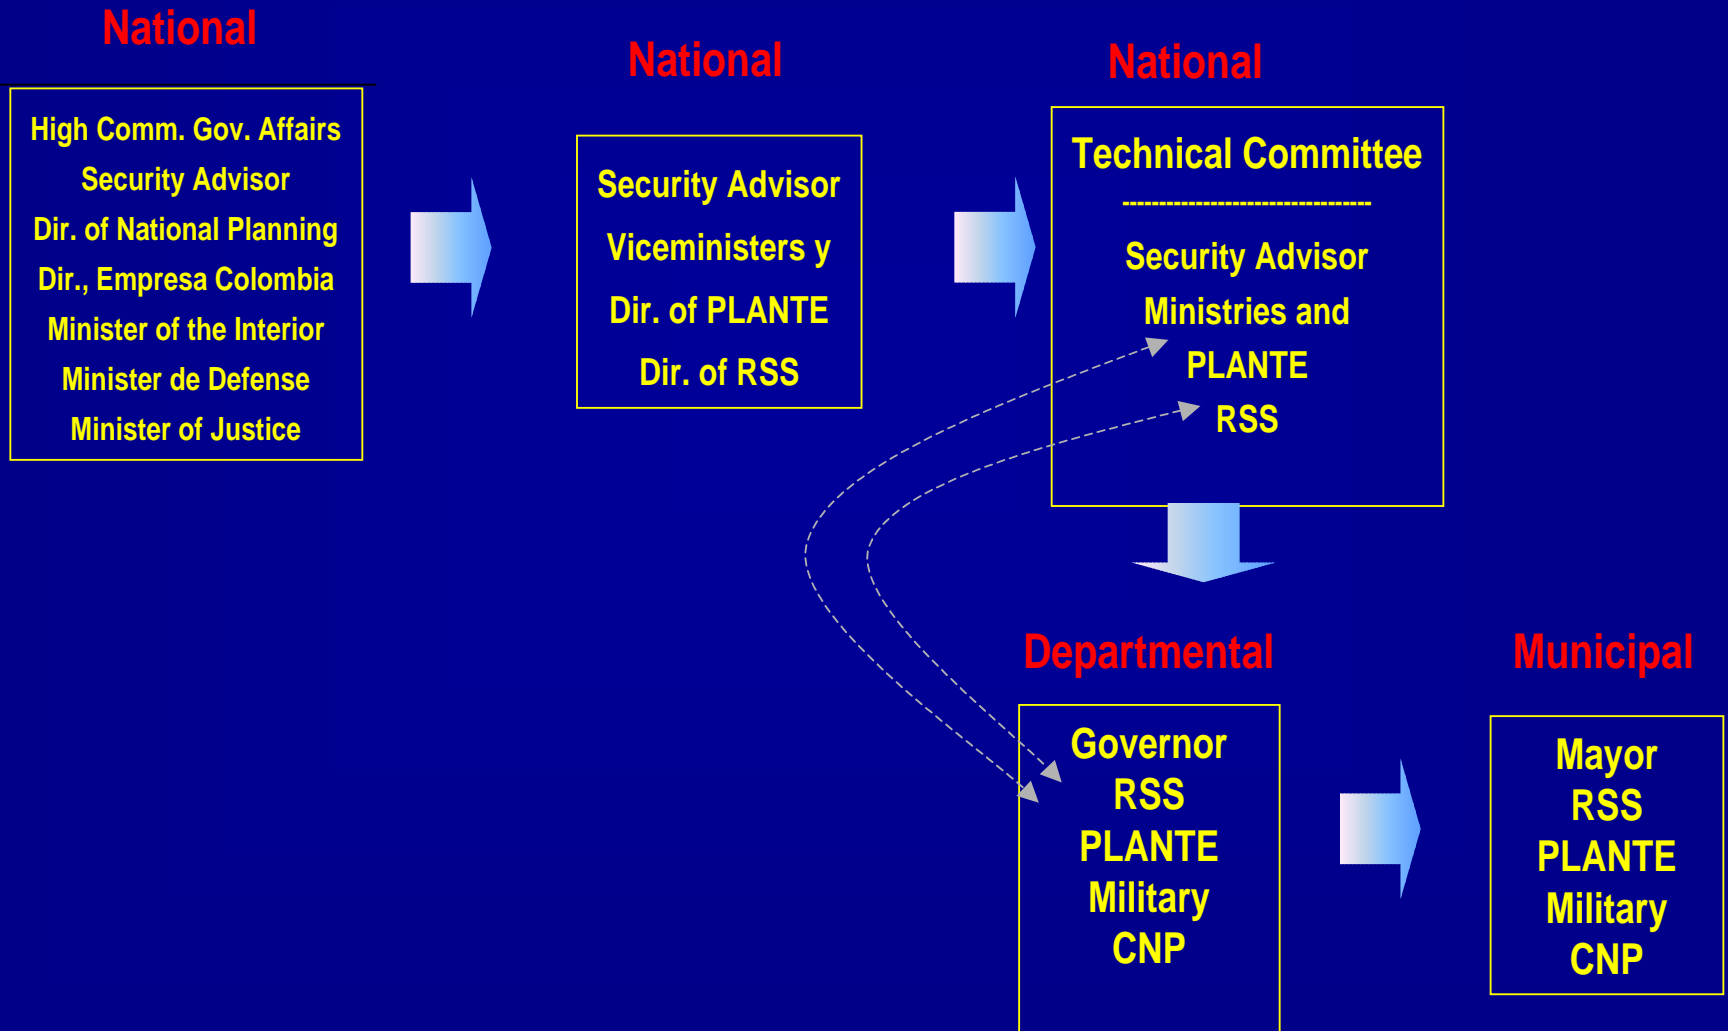 National
High Comm. Gov. Affairs
Security Advisor
Dir. of National Planning
Dir., Empresa Colombia
Minister of the Interior
Minister de Defense
Minister of Justice
National
Security Advisor
Viceministers y
Dir. of PLANTE
Dir. of RSS
National
Technical Committee
----------------------------------
Security Advisor
Ministries and
PLANTE
RSS
Departmental
Governor
RSS
PLANTE
Military
CNP
Municipal
Mayor
RSS
PLANTE
Military
CNP